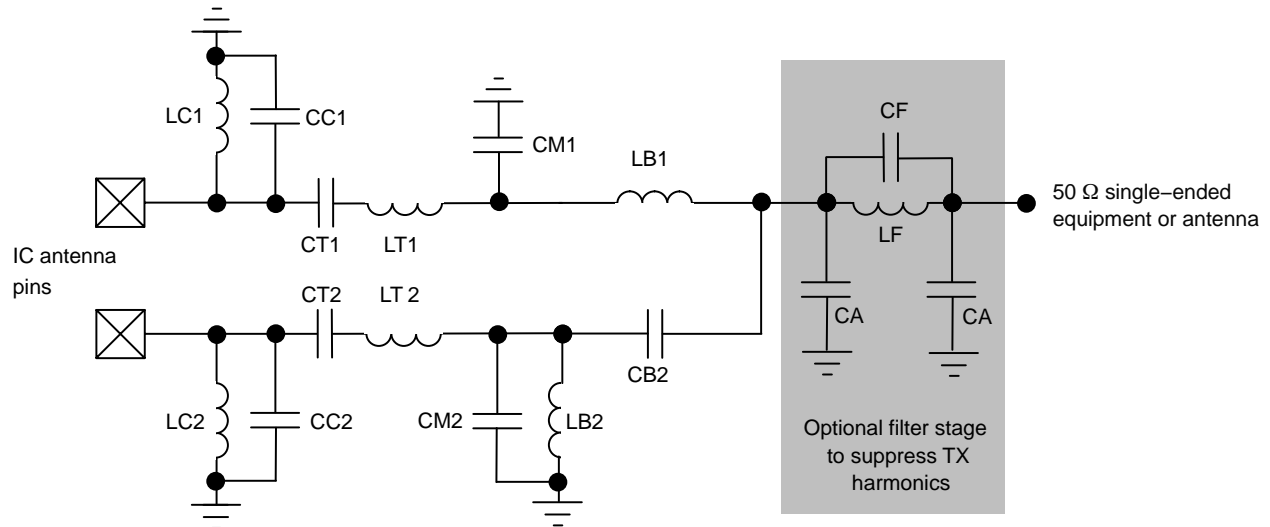 LC1
CC1
CM1
LB1
CF
LF
50 Ω single−ended
equipment or antenna
CT1
LT1
IC antenna
pins
CT2
LT 2
CB2
CA
CA
LC2
CC2
CM2
LB2
Optional filter stage
to suppress TX
harmonics